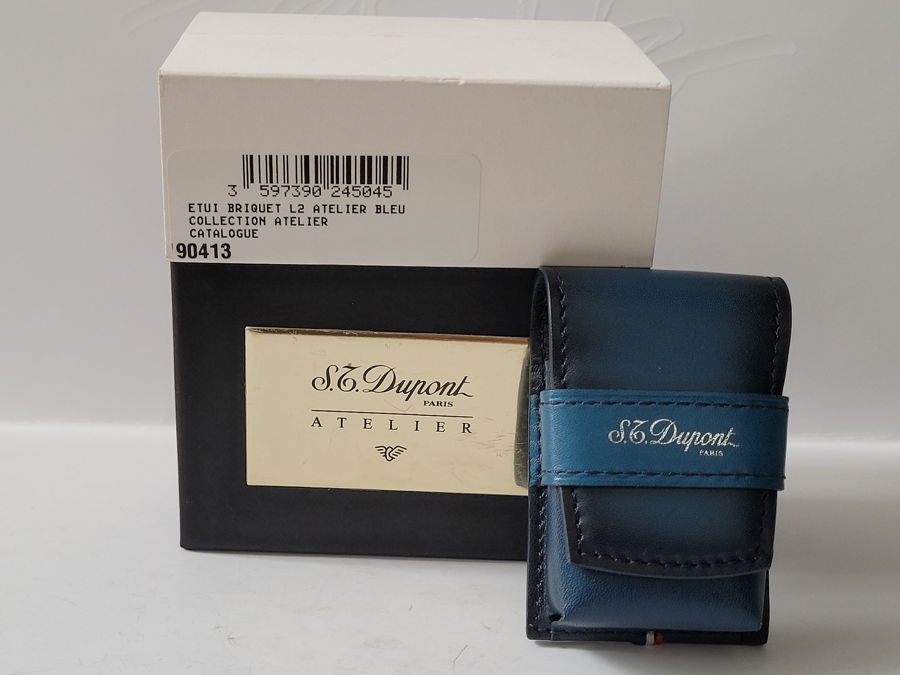 3 597390 245045
ETUI BRIQUET L2 ATELIER BLEU
COLLECTION ATELIER
CATALOGUE
90413
S.T. Dupont
PARIS
ATELIER
S.T. Dupont
PARIS